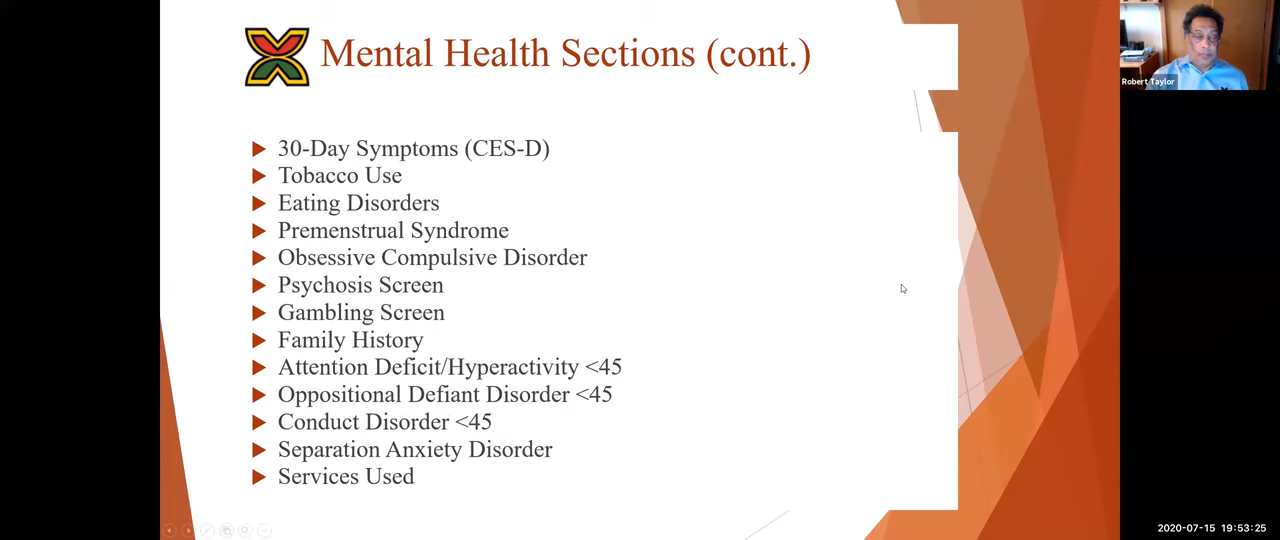 Mental Health Sections (cont.)
30-Day Symptoms (CES-D)
Tobacco Use
Eating Disorders
Premenstrual Syndrome
Obsessive Compulsive Disorder
Psychosis Screen
Gambling Screen
Family History
Attention Deficit/Hyperactivity <45
Oppositional Defiant Disorder <45
Conduct Disorder <45
Separation Anxiety Disorder
Services Used
Robert Taylor
2020-07-15 19:53:25